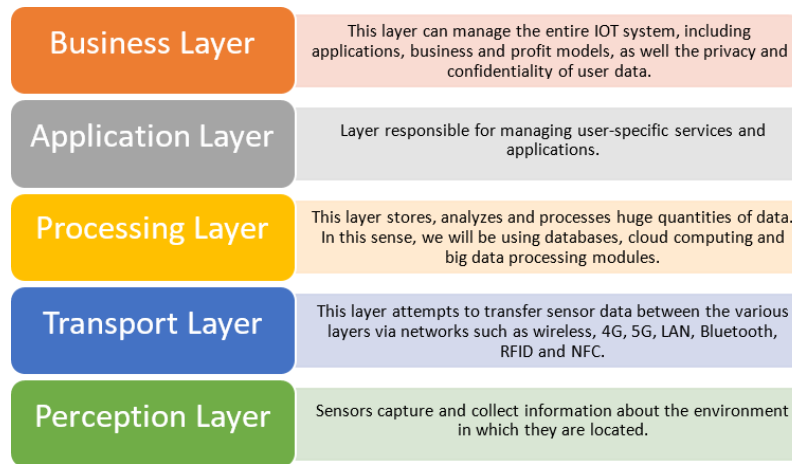 Business Layer
This layer can manage the entire IOT system, including
applications, business and profit models, as well the privacy and
confidentiality of user data.
Application Layer
Layer responsible for managing user-specific services and
applications.
Processing Layer
This layer stores, analyzes and processes huge quantities of data.
In this sense, we will be using databases, cloud computing and
big data processing modules.
Transport Layer
This layer attempts to transfer sensor data between the various
layers via networks such as wireless, 4G, 5G, LAN, Bluetooth,
RFID and NFC.
Perception Layer
Sensors capture and collect information about the environment
in which they are located.